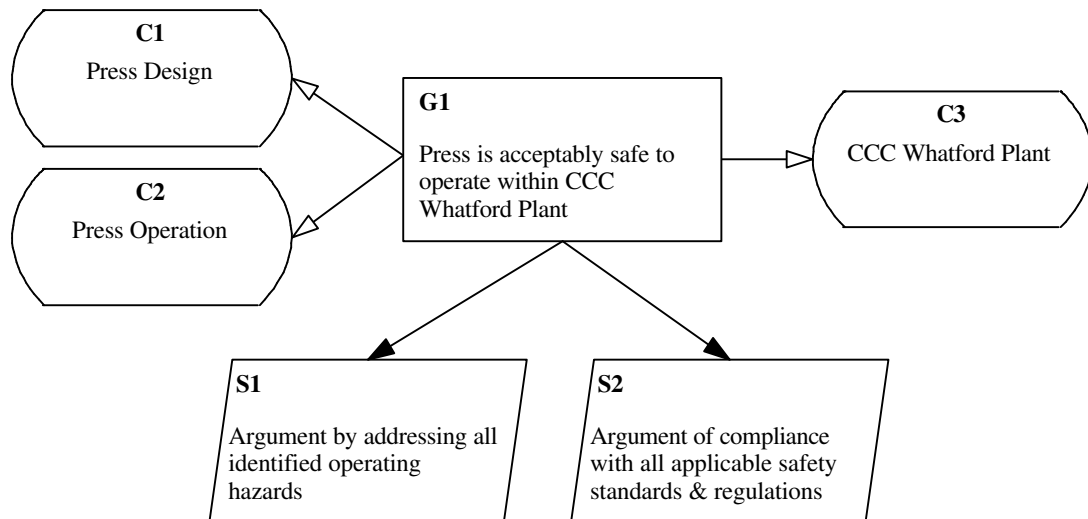 C1
Press Design
C2
Press Operation
G1
Press is acceptably safe to
operate within CCC
Whatford Plant
C3
CCC Whatford Plant
S1
Argument by addressing all
identified operating
hazards
S2
Argument of compliance
with all applicable safety
standards & regulations